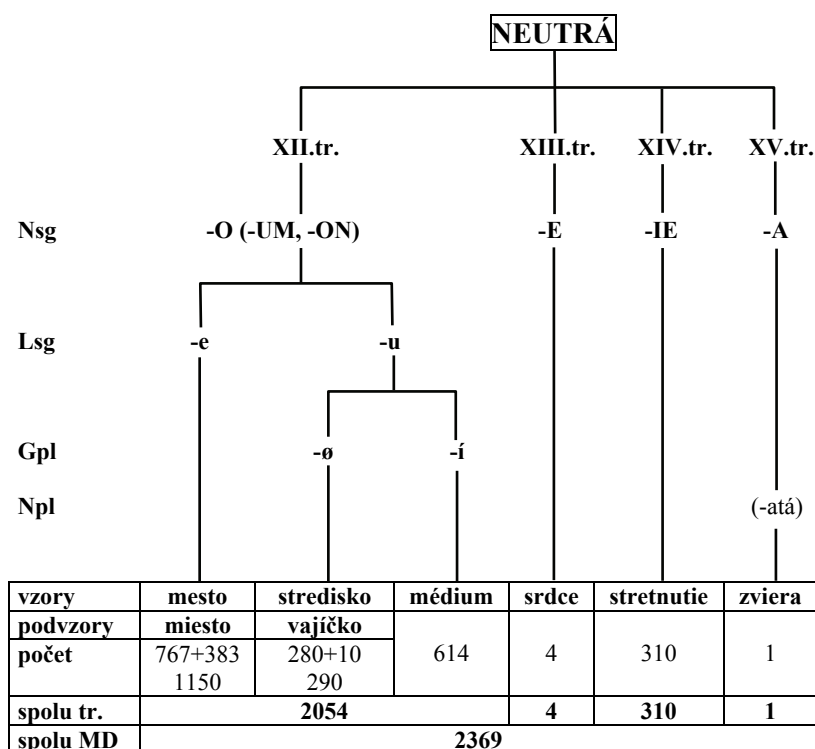 NEUTRÁ
XII.tr. XIII.tr. XIV.tr. XV.tr.
Nsg -O (-UM, -ON) -E -IE -A
Lsg -e -u
Gpl -ø -í
Npl (-atá)
vzory mesto stredisko médium srdce stretnutie zviera
podvzory miesto vajíčko
počet 767+383 280+10 614 4 310 1
1150 290
spolu tr. 2054 4 310 1
spolu MD 2369